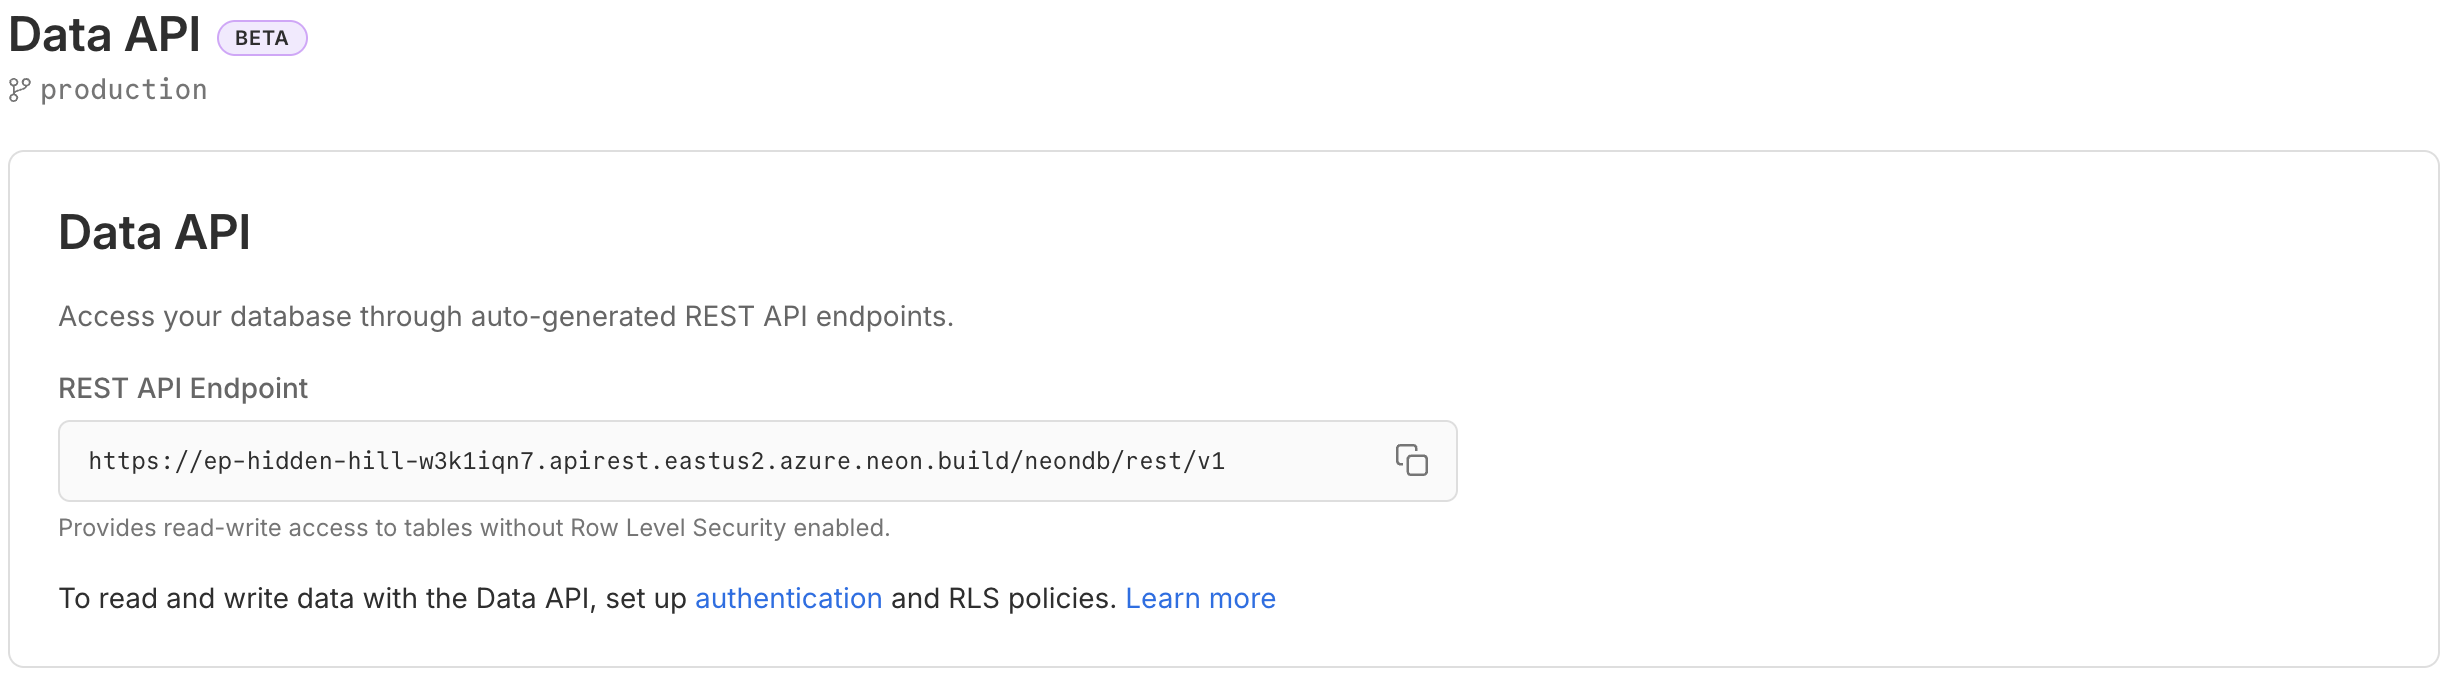 Data API BETA
production
Data API
Access your database through auto-generated REST API endpoints.
REST API Endpoint
https://ep-hidden-hill-w3k1iqn7.apirest.eastus2.azure.neon.build/neondb/rest/v1
Provides read-write access to tables without Row Level Security enabled.
To read and write data with the Data API, set up authentication and RLS policies. Learn more